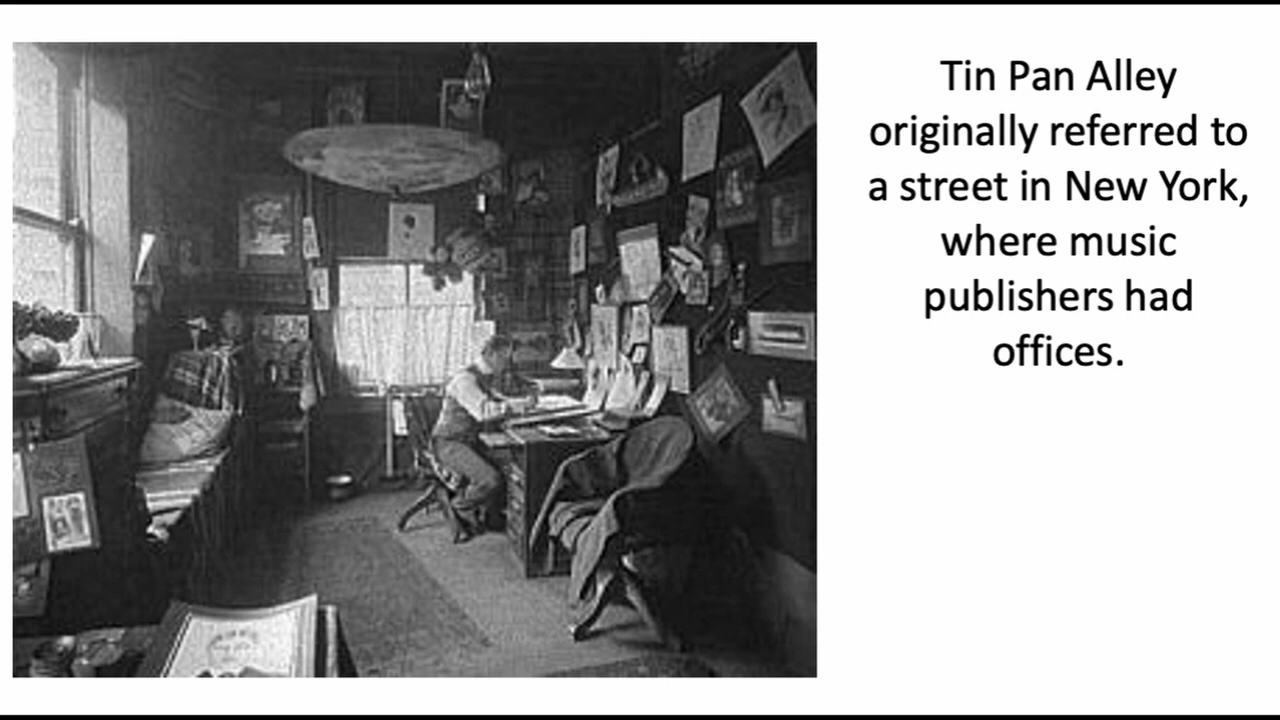 Tin Pan Alley
originally referred to
a street in New York,
where music
publishers had
offices.